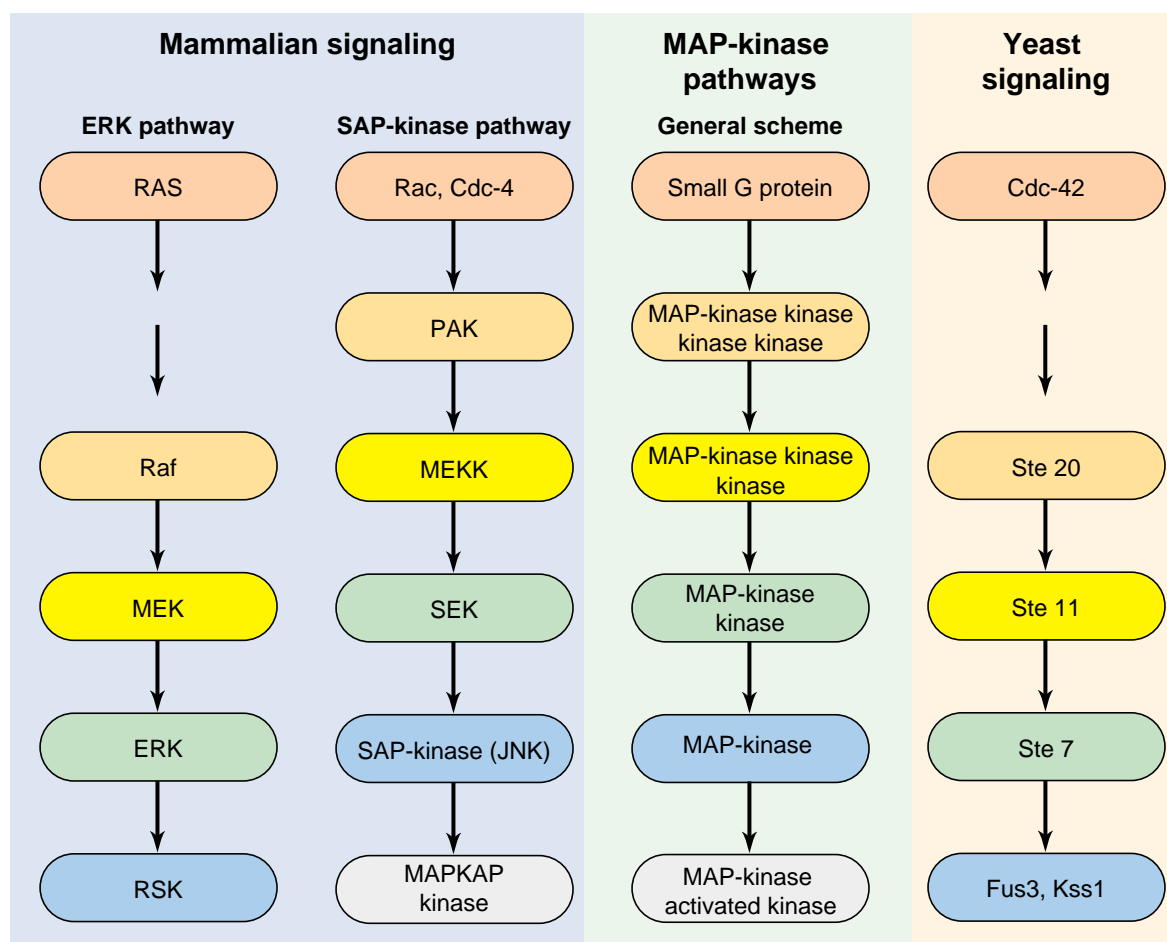 Mammalian signaling
MAP-kinase
pathways
Yeast
signaling
ERK pathway
SAP-kinase pathway
General scheme
RAS
Rac, Cdc-4
Small G protein
Cdc-42
PAK
MAP-kinase kinase
kinase kinase
Raf
MEKK
MAP-kinase kinase
kinase
Ste 20
MEK
SEK
MAP-kinase
kinase
Ste 11
ERK
SAP-kinase (JNK)
MAP-kinase
Ste 7
RSK
MAPKAP
kinase
MAP-kinase
activated kinase
Fus3, Kss1